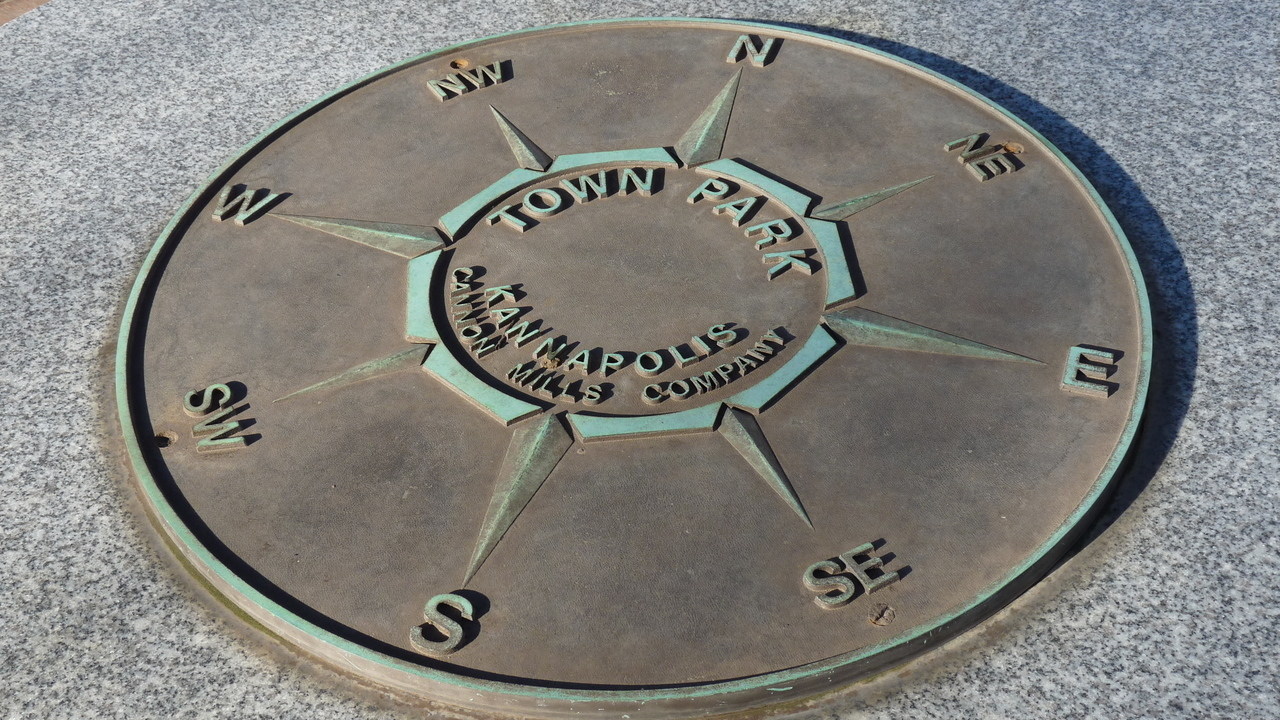 N
NE
E
SE
S
SW
W
NW
TOWN PARK
KANNAPOLIS
CANNON MILLS COMPANY